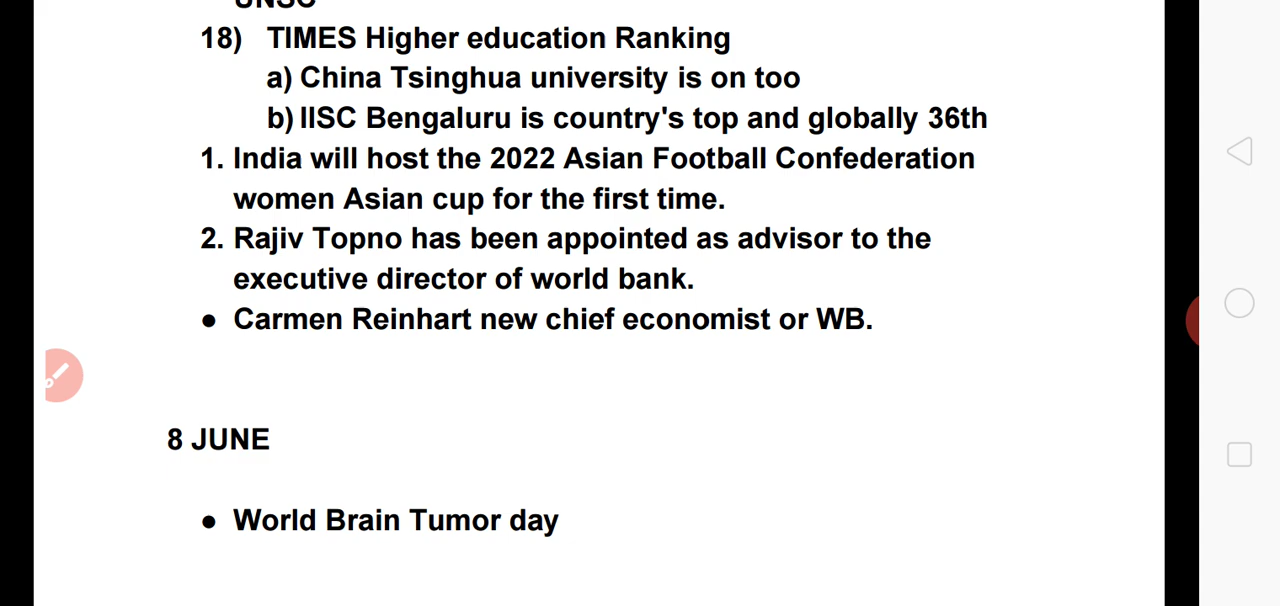 UNSC
18) TIMES Higher education Ranking
a) China Tsinghua university is on too
b) IISC Bengaluru is country's top and globally 36th
1. India will host the 2022 Asian Football Confederation
women Asian cup for the first time.
2. Rajiv Topno has been appointed as advisor to the
executive director of world bank.
● Carmen Reinhart new chief economist or WB.
8 JUNE
● World Brain Tumor day